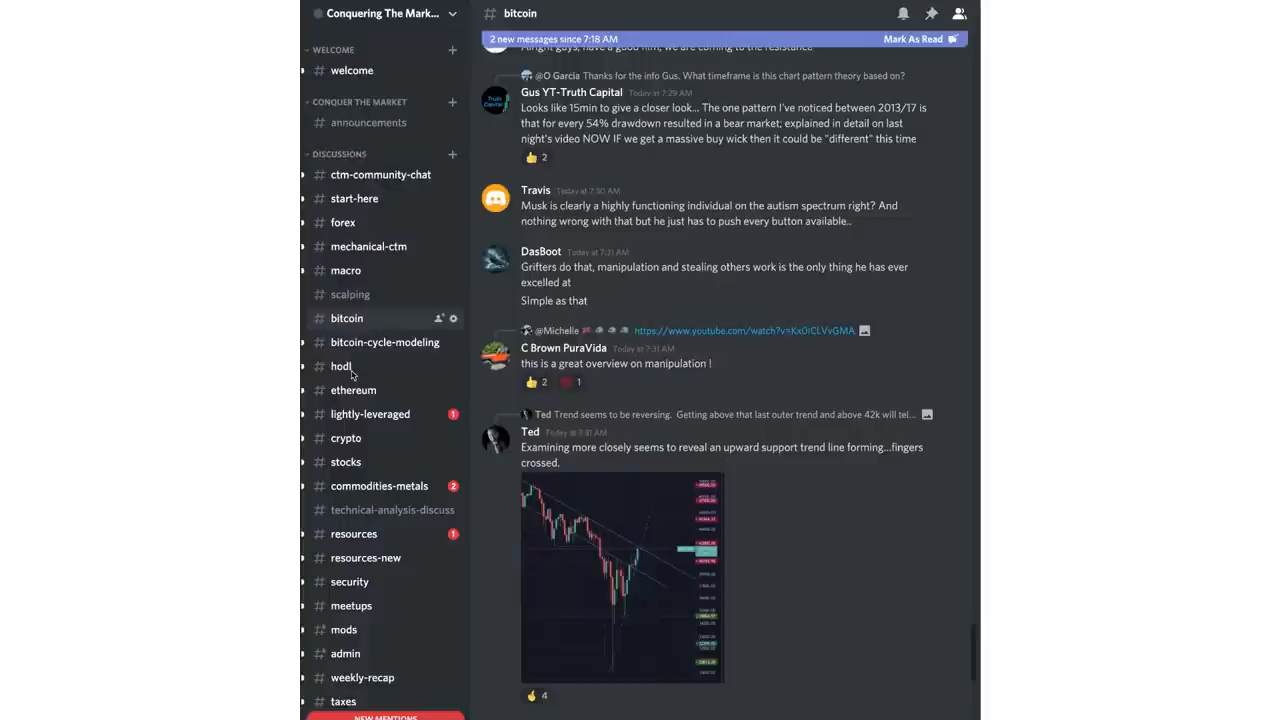 Conquering The Mark...
WELCOME
welcome
CONQUER THE MARKET
announcements
DISCUSSIONS
# ctm-community-chat
# start-here
# forex
# mechanical-ctm
# macro
# scalping
# bitcoin
# bitcoin-cycle-modeling
# hodl
# ethereum
# lightly-leveraged 1
# crypto
# stocks
# commodities-metals 2
# technical-analysis-discuss
# resources 1
# resources-new
# security
# meetups
# mods
# admin
# weekly-recap
# taxes
NEW MENTIONS
# bitcoin
2 new messages since 7:18 AM Mark As Read
we are coming to the resistance.
@O Garcia Thanks for the info Gus. What timeframe is this chart pattern theory based on?
Gus YT-Truth Capital Today at 7:29 AM
Looks like 15min to give a closer look... The one pattern I've noticed between 2013/17 is
that for every 54% drawdown resulted in a bear market; explained in detail on last
night's video NOW IF we get a massive buy wick then it could be "different" this time
2
Travis Today at 7:30 AM
Musk is clearly a highly functioning individual on the autism spectrum right? And
nothing wrong with that but he just has to push every button available..
DasBoot Today at 7:31 AM
Grifters do that, manipulation and stealing others work is the only thing he has ever
excelled at
SImple as that
@Michelle https://www.youtube.com/watch?v=Kx0ICLVvGMA
C Brown PuraVida Today at 7:31 AM
this is a great overview on manipulation !
2 1
Ted Trend seems to be reversing. Getting above that last outer trend and above 42k will tel...
Ted Today at 7:31 AM
Examining more closely seems to reveal an upward support trend line forming...fingers
crossed.
4